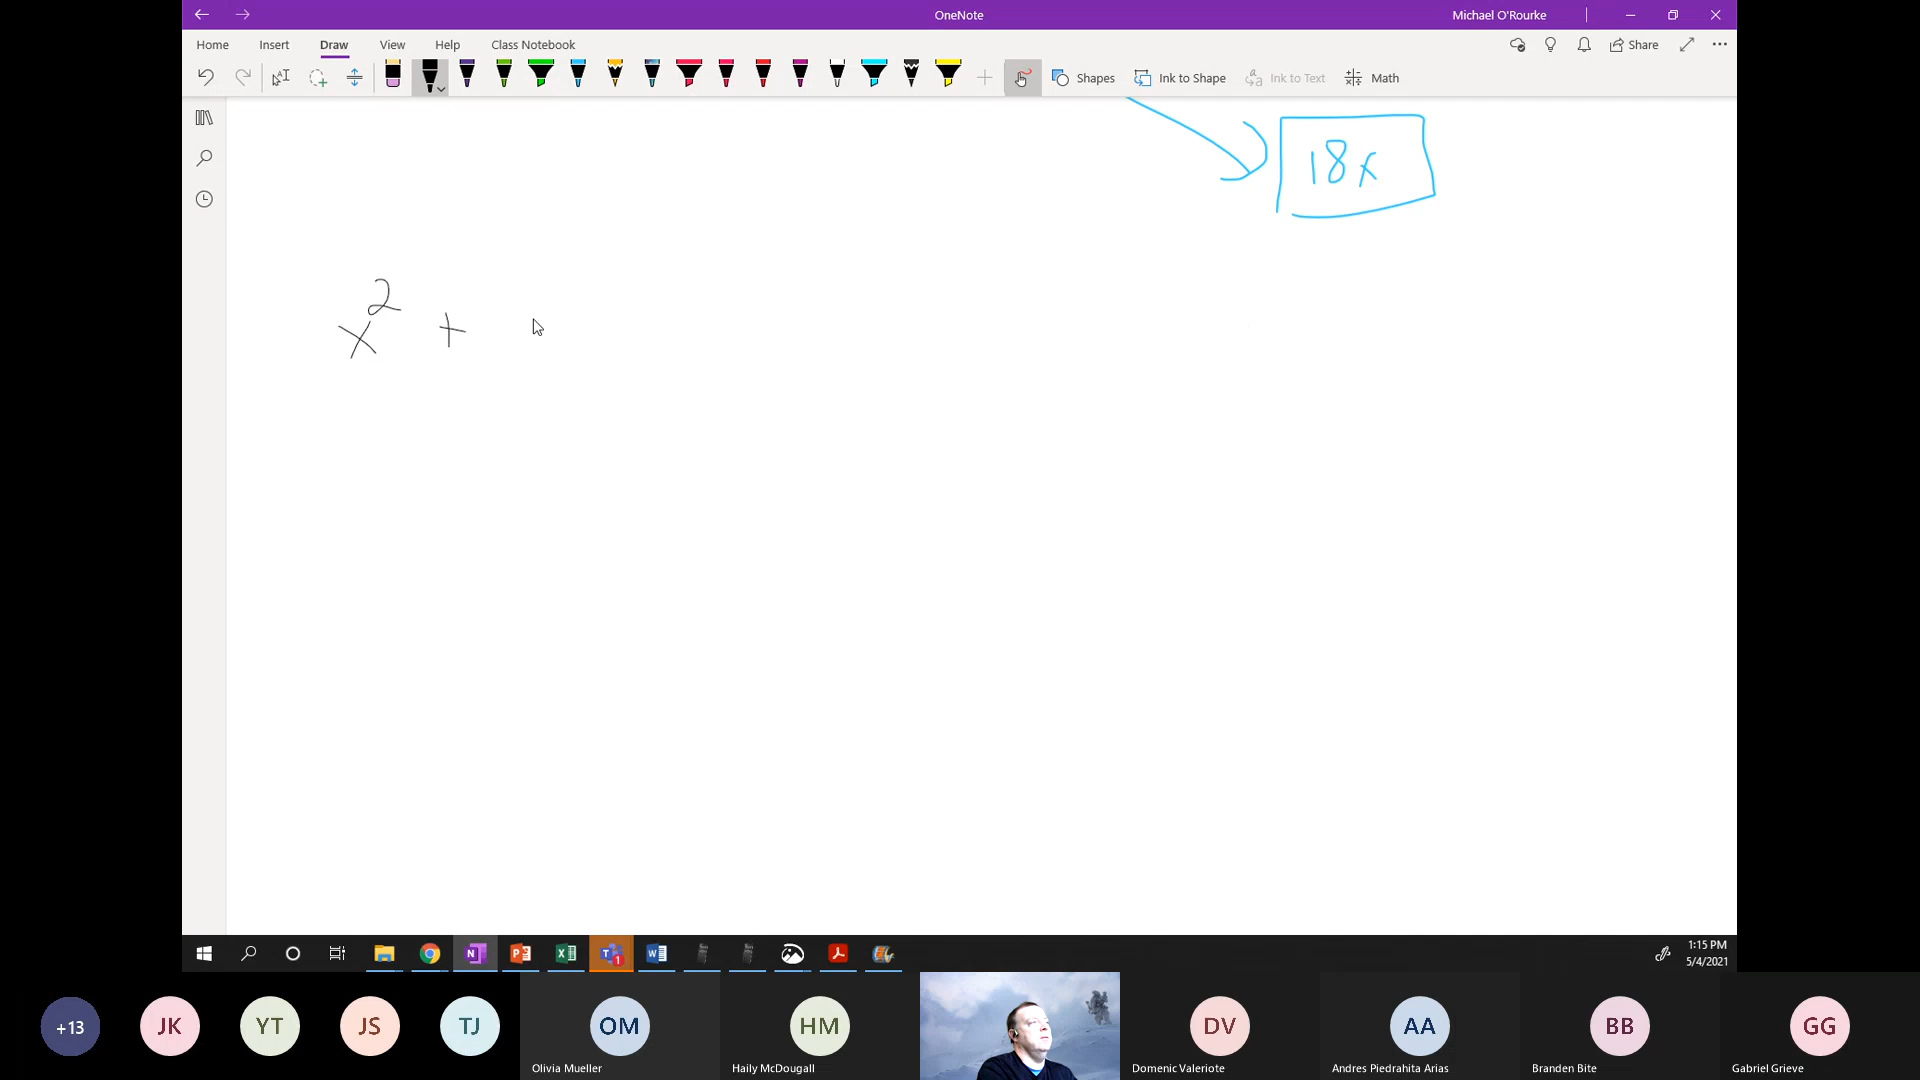 OneNote
Michael O'Rourke
Home Insert Draw View Help Class Notebook
Share
Shapes Ink to Shape Ink to Text Math
18x
x² +
1:15 PM
5/4/2021
+13 JK YT JS TJ OM HM DV AA BB GG
Olivia Mueller Haily McDougall Domenic Valeriote Andres Piedrahita Arias Branden Bite Gabriel Grieve